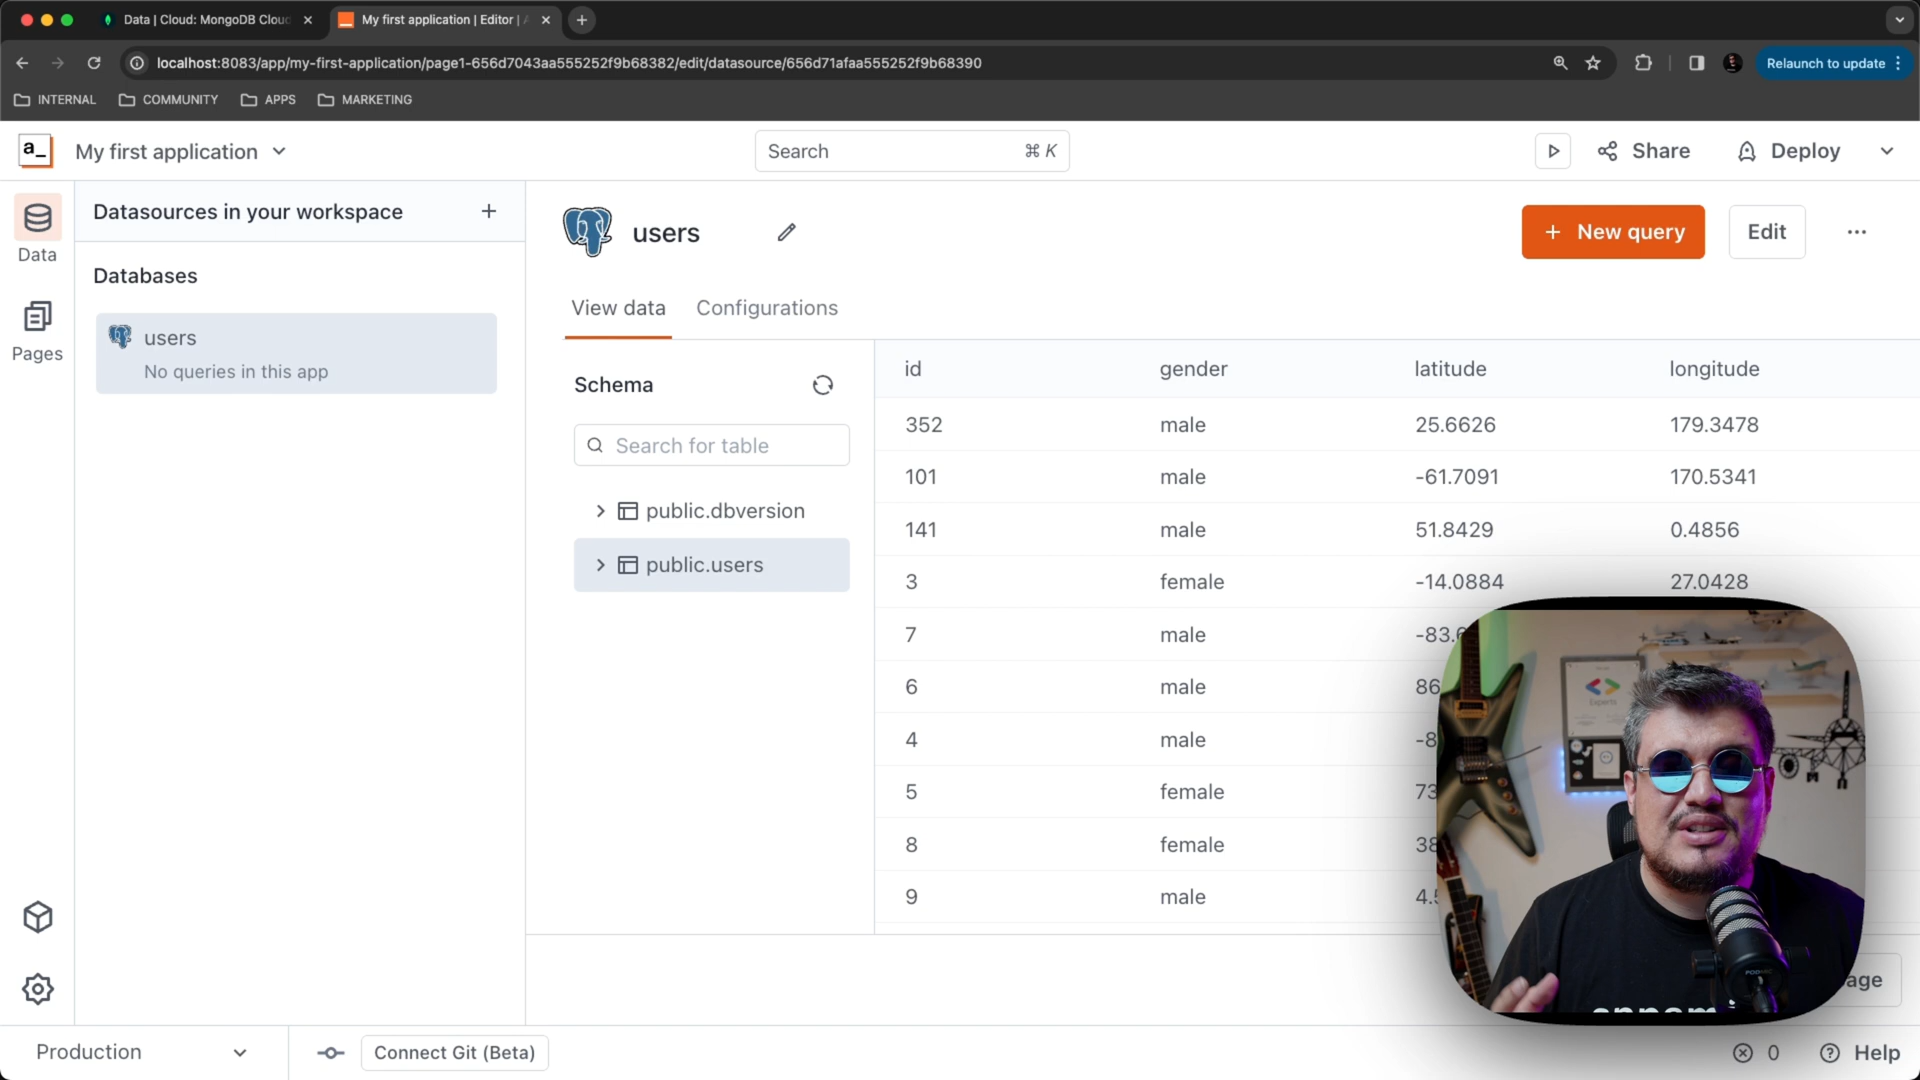 Data | Cloud: MongoDB Cloud
My first application | Editor |
localhost:8083/app/my-first-application/page1-656d7043aa555252f9b68382/edit/datasource/656d71afaa555252f9b68390
Relaunch to update
INTERNAL
COMMUNITY
APPS
MARKETING
a_
My first application
Search
⌘ K
Share
Deploy
Data
Pages
Datasources in your workspace
Databases
users
No queries in this app
users
+ New query
Edit
View data
Configurations
Schema
Search for table
public.dbversion
public.users
id gender latitude longitude
352 male 25.6626 179.3478
101 male -61.7091 170.5341
141 male 51.8429 0.4856
3 female -14.0884 27.0428
7 male
6 male
4 male
5 female
8 female
9 male
Experts
Production
Connect Git (Beta)
0
Help